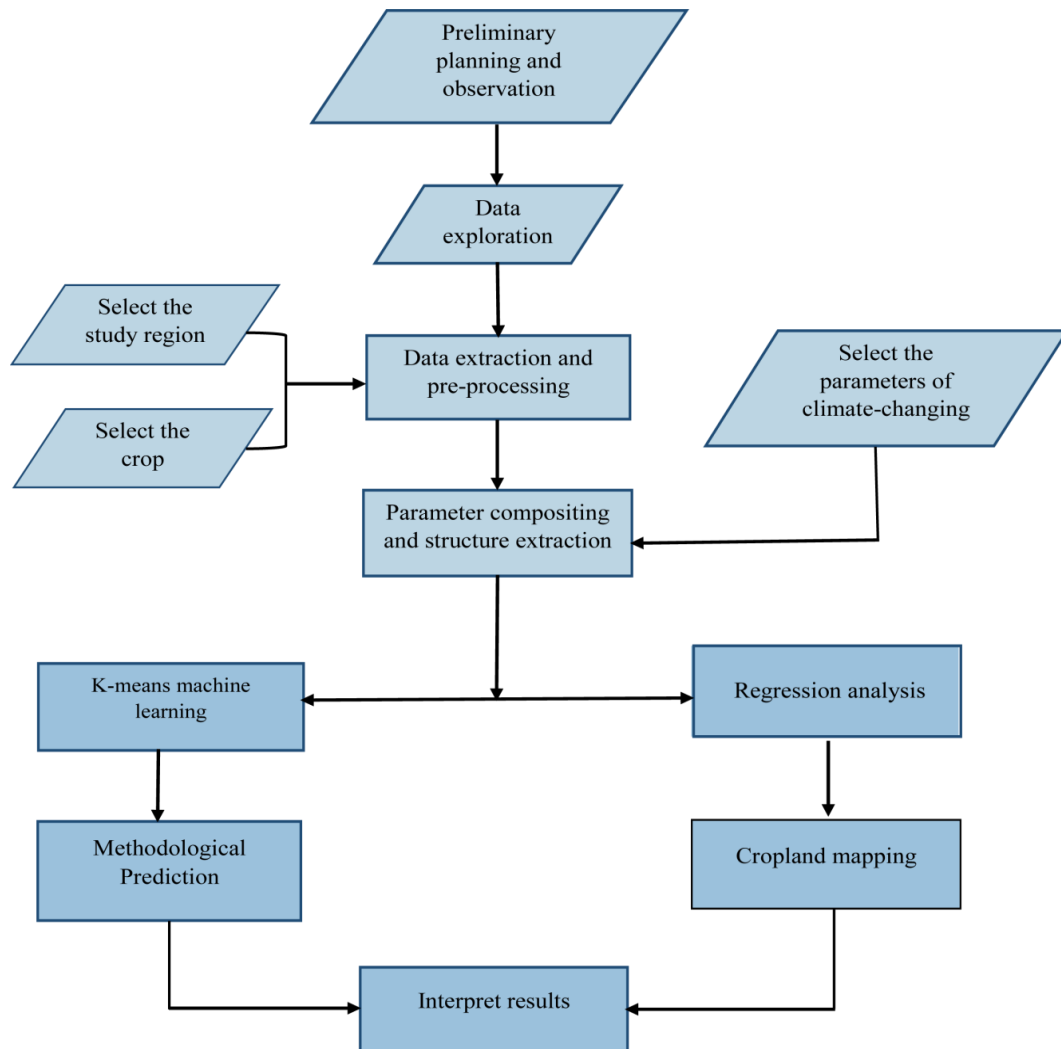 Preliminary
planning and
observation
Data
exploration
Select the
study region
Data extraction and
pre-processing
Select the
parameters of
climate-changing
Select the
crop
Parameter compositing
and structure extraction
K-means machine
learning
Regression analysis
Methodological
Prediction
Cropland mapping
Interpret results